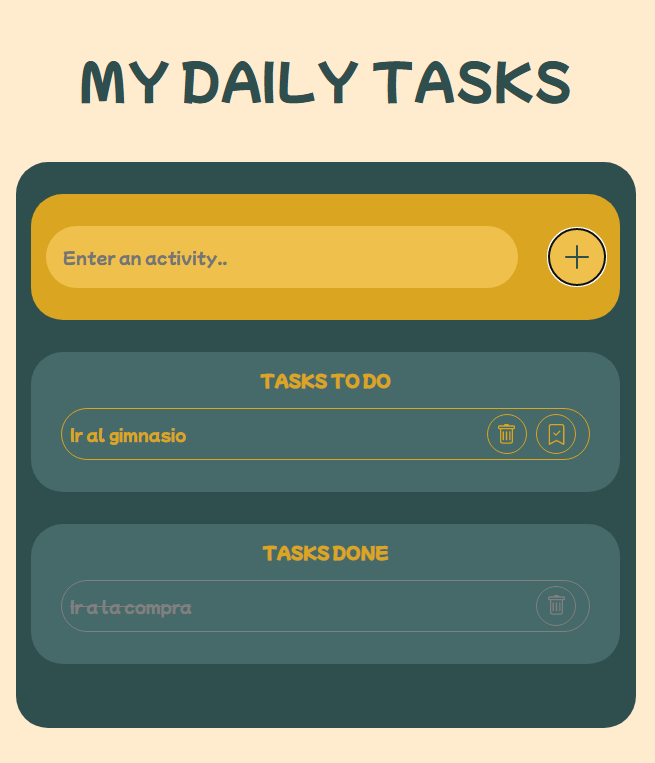 MY DAILY TASKS
Enter an activity..
TASKS TO DO
Ir al gimnasio
TASKS DONE
Ir a la compra